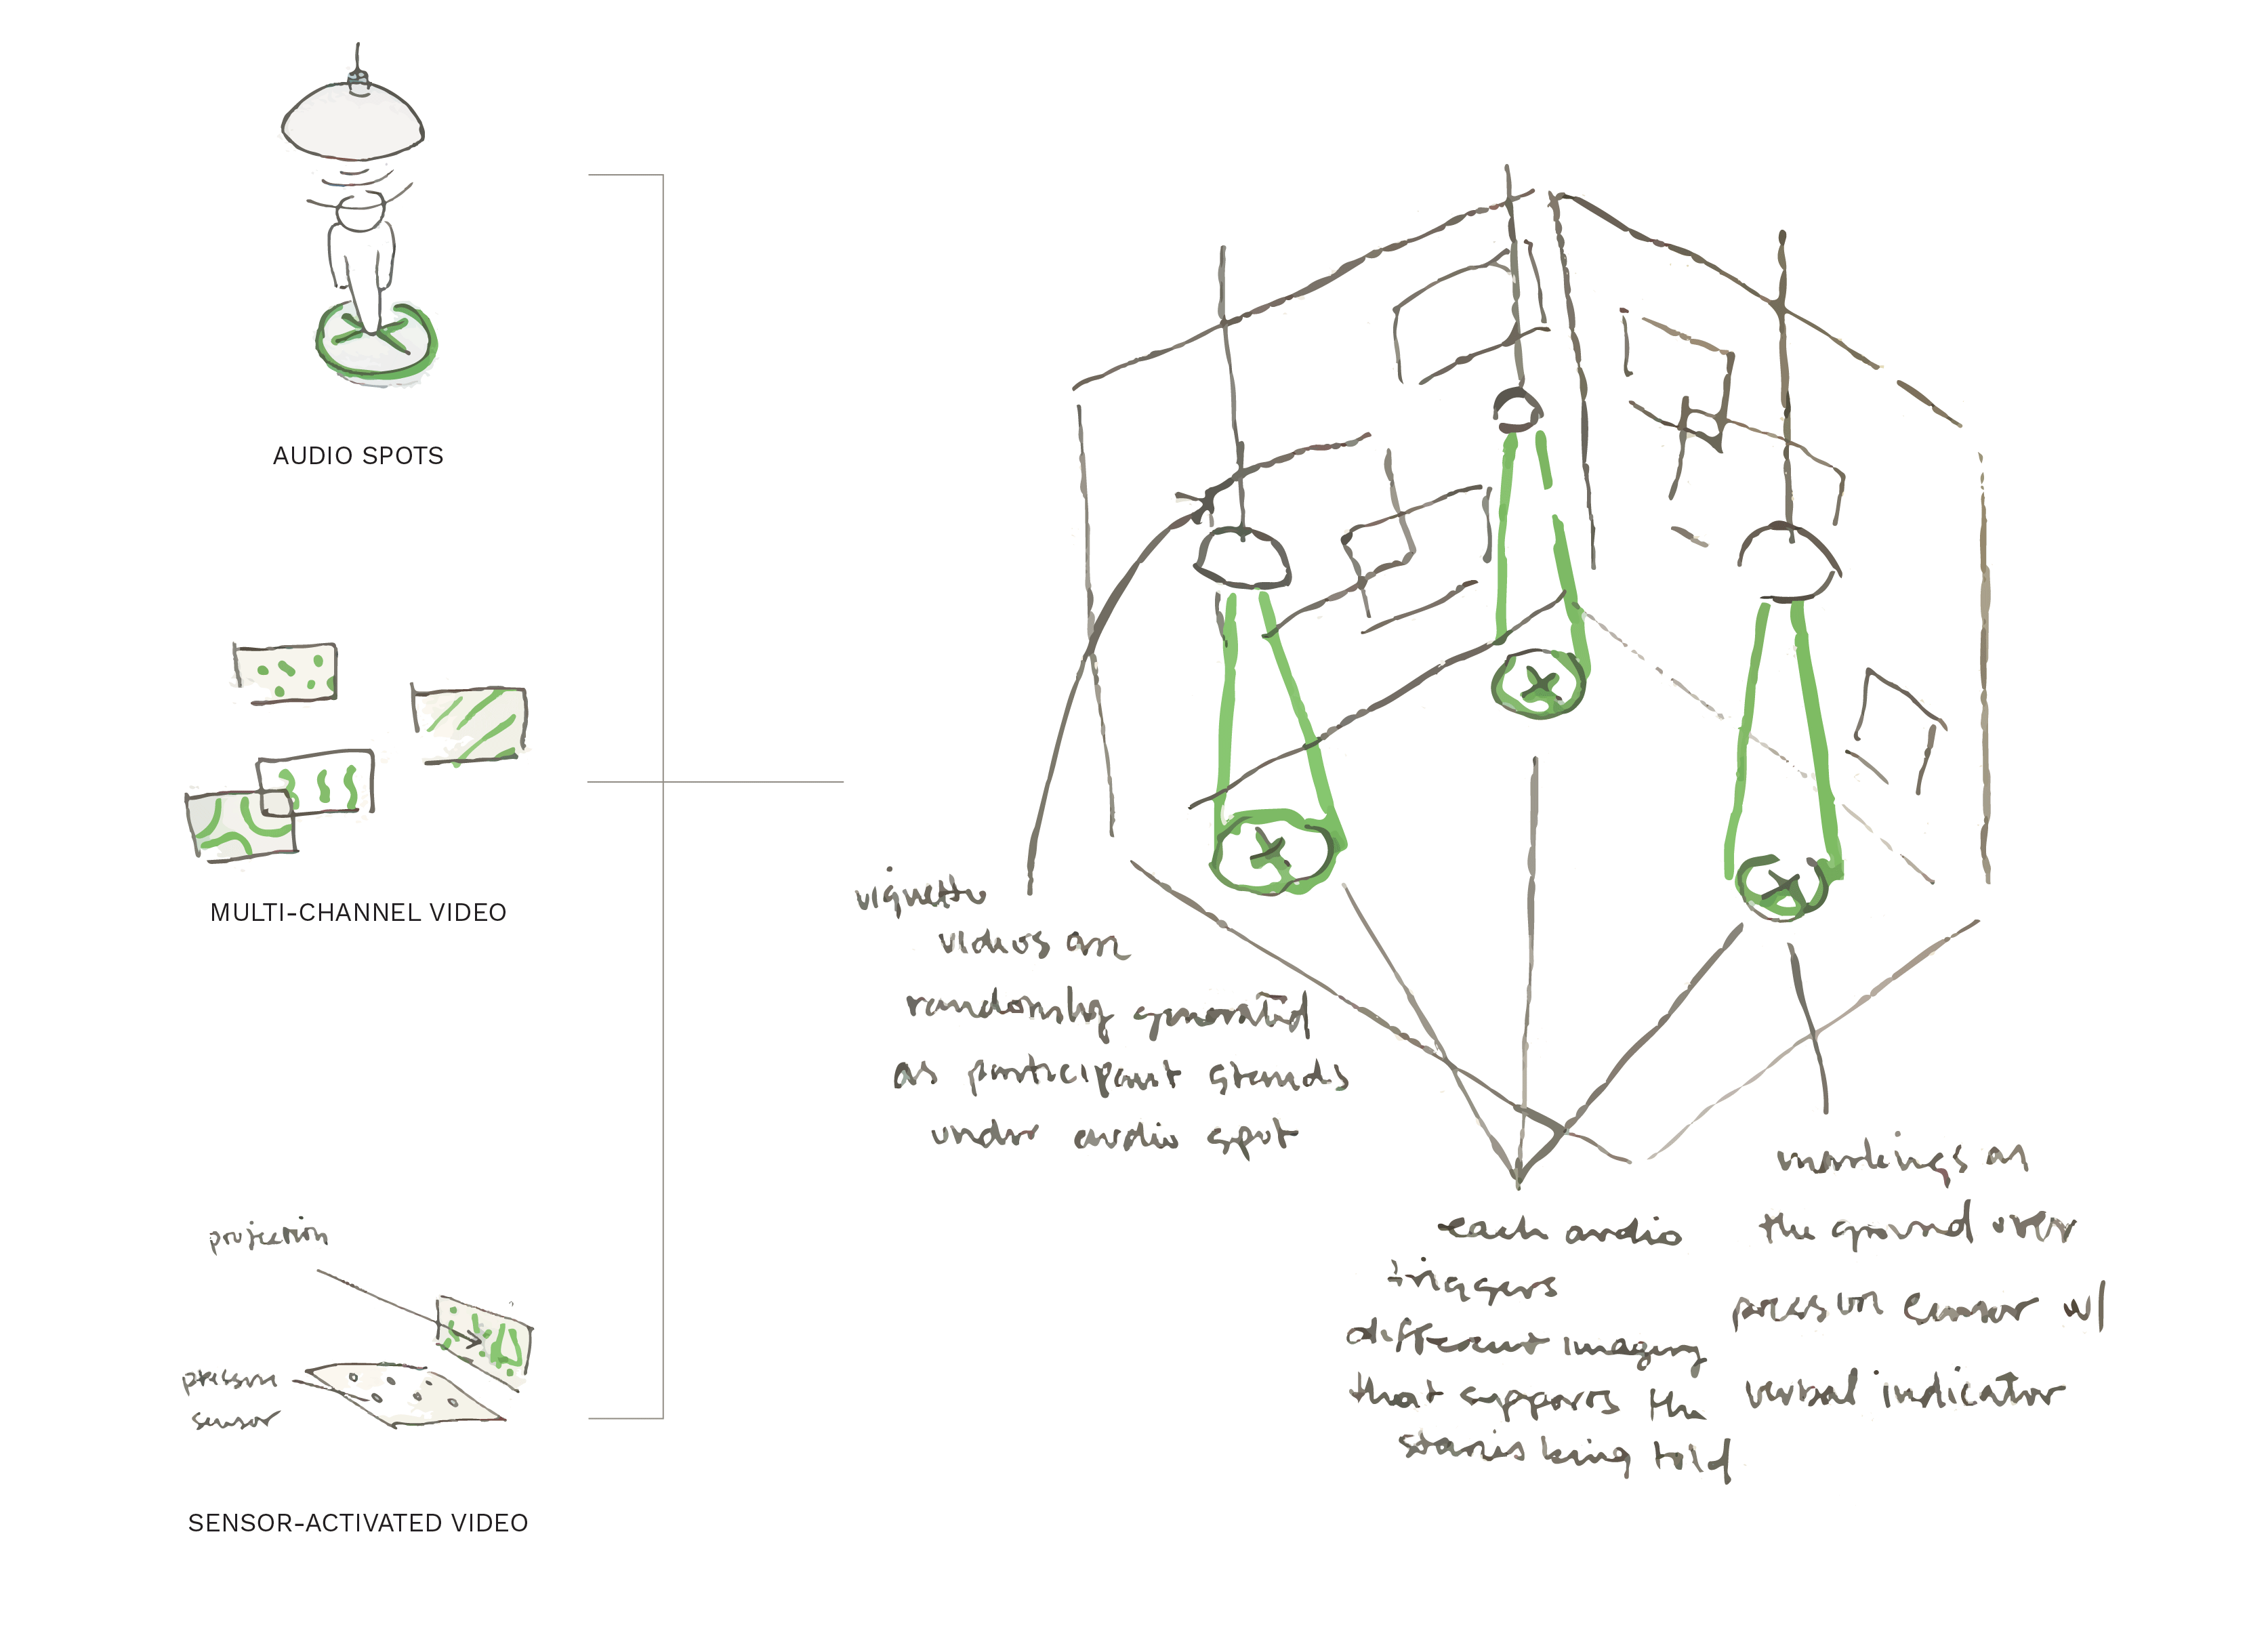 AUDIO SPOTS
MULTI-CHANNEL VIDEO
projection
pressure
sensor
SENSOR-ACTIVATED VIDEO
vignette
videos are
randomly generated
as participant stands
under audio spot
each audio
triggers
different imagery
that supports the
stories being told
markings on
the ground
pressure sensor w/
verbal indicator